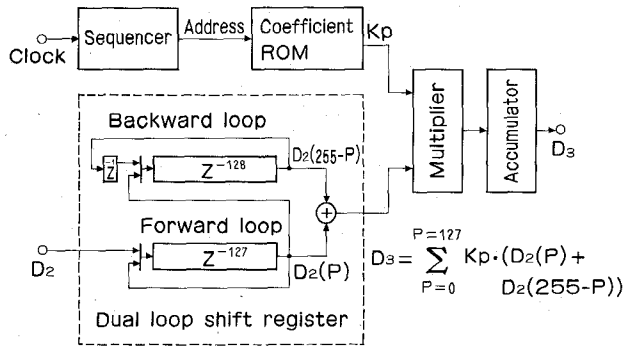 Clock
Sequencer
Address
Coefficient
ROM
Kp
Multiplier
Accumulator
D₃
Backward loop
Z⁻¹
Z⁻¹²⁸
D₂(255-P)
+
Forward loop
Z⁻¹²⁷
D₂
D₂(P)
Dual loop shift register
P=127
D₃= ∑ Kp·(D₂(P)+
P=0
D₂(255-P))